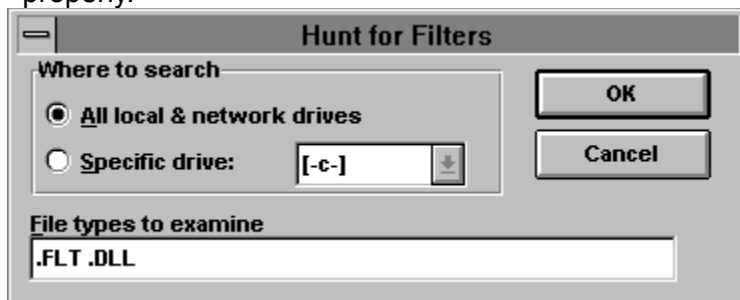 properly.
Hunt for Filters
Where to search
All local & network drives
Specific drive: [-c-]
OK
Cancel
File types to examine
.FLT .DLL